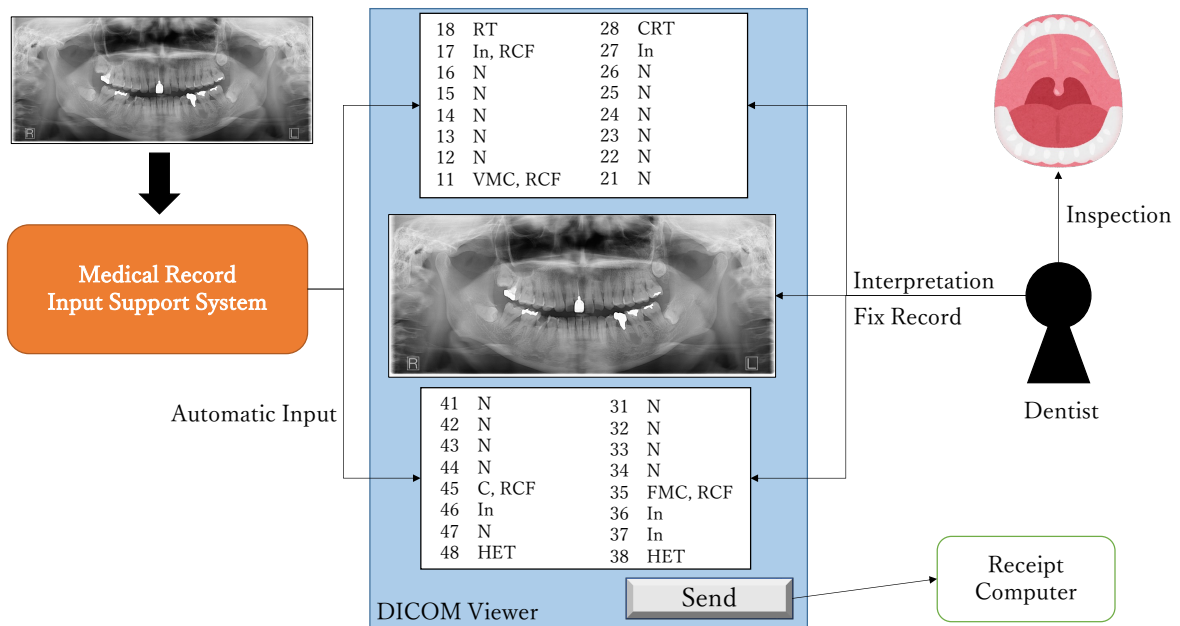 R
L
Medical Record
Input Support System
Automatic Input
18 RT
17 In, RCF
16 N
15 N
14 N
13 N
12 N
11 VMC, RCF
28 CRT
27 In
26 N
25 N
24 N
23 N
22 N
21 N
R
L
41 N
42 N
43 N
44 N
45 C, RCF
46 In
47 N
48 HET
31 N
32 N
33 N
34 N
35 FMC, RCF
36 In
37 In
38 HET
DICOM Viewer
Send
Inspection
Interpretation
Fix Record
Dentist
Receipt
Computer